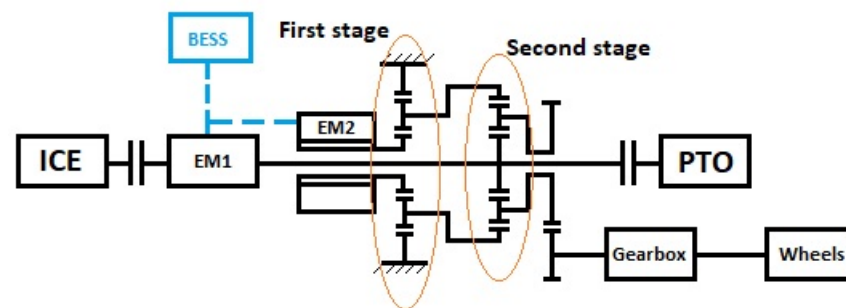 BESS
First stage
Second stage
EM2
ICE
EM1
PTO
Gearbox
Wheels